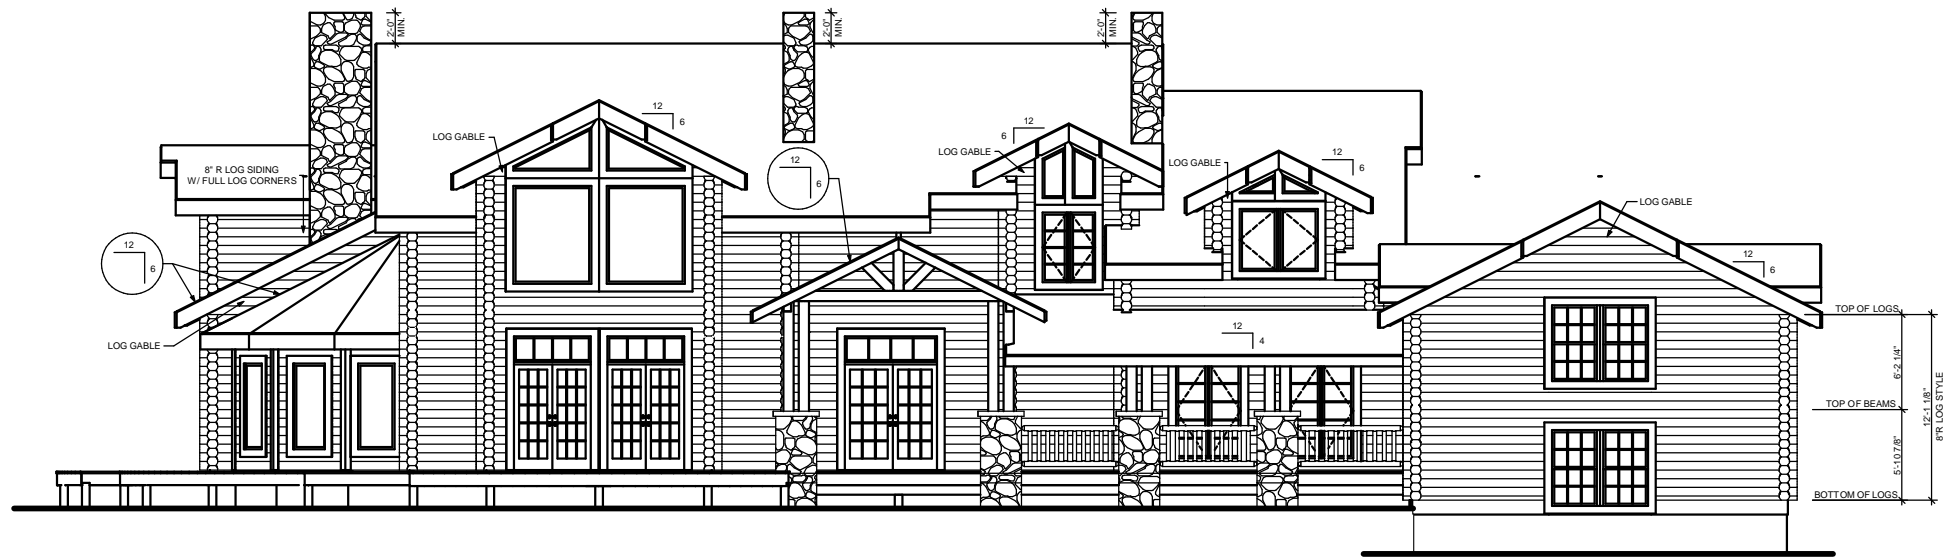 2'-0"
MIN.
2'-0"
MIN.
2'-0"
MIN.
12
6
LOG GABLE
12
6
LOG GABLE
12
6
LOG GABLE
12
6
8" R LOG SIDING
W/ FULL LOG CORNERS
12
6
LOG GABLE
12
6
LOG GABLE
12
6
12
4
TOP OF LOGS
6'-2 1/4"
TOP OF BEAMS
12'-1 1/8"
8"R LOG STYLE
5'-10 7/8"
BOTTOM OF LOGS